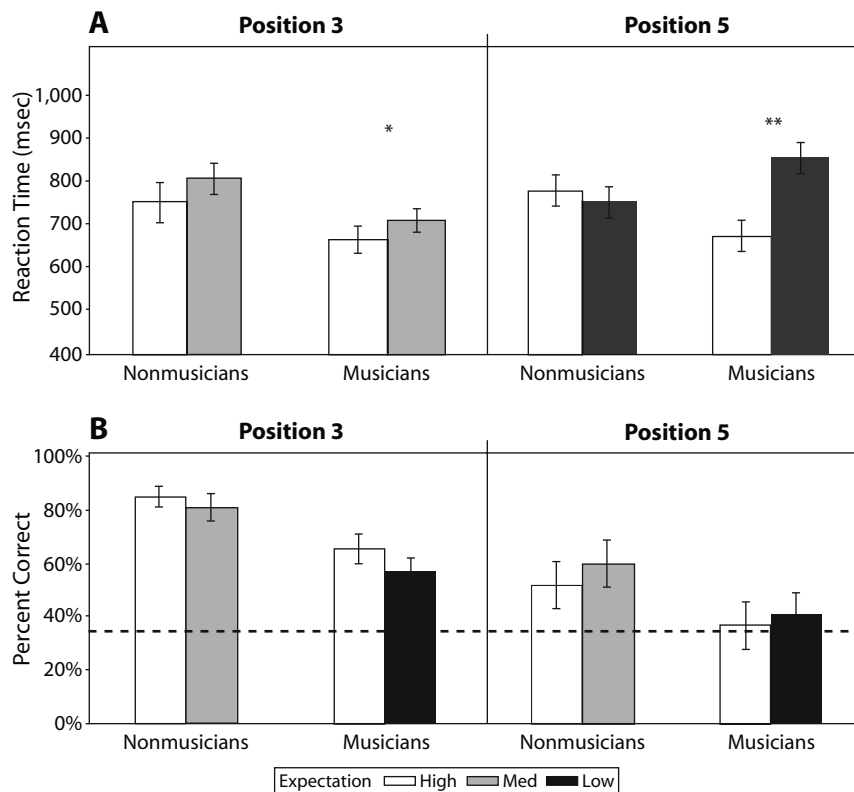 A
Position 3 Position 5
Reaction Time (msec)
1,000
900
800
700
600
500
400
Nonmusicians Musicians Nonmusicians Musicians
*
**
B
Position 3 Position 5
Percent Correct
100%
80%
60%
40%
20%
0%
Nonmusicians Musicians Nonmusicians Musicians
Expectation High Med Low